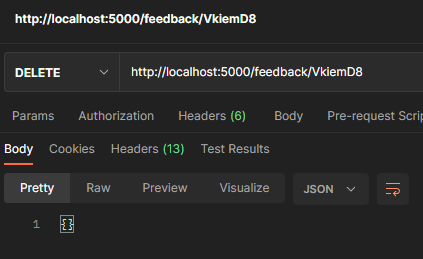 http://localhost:5000/feedback/VkiemD8
DELETE http://localhost:5000/feedback/VkiemD8
Params Authorization Headers (6) Body Pre-request Scrip
Body Cookies Headers (13) Test Results
Pretty Raw Preview Visualize JSON
1 {}